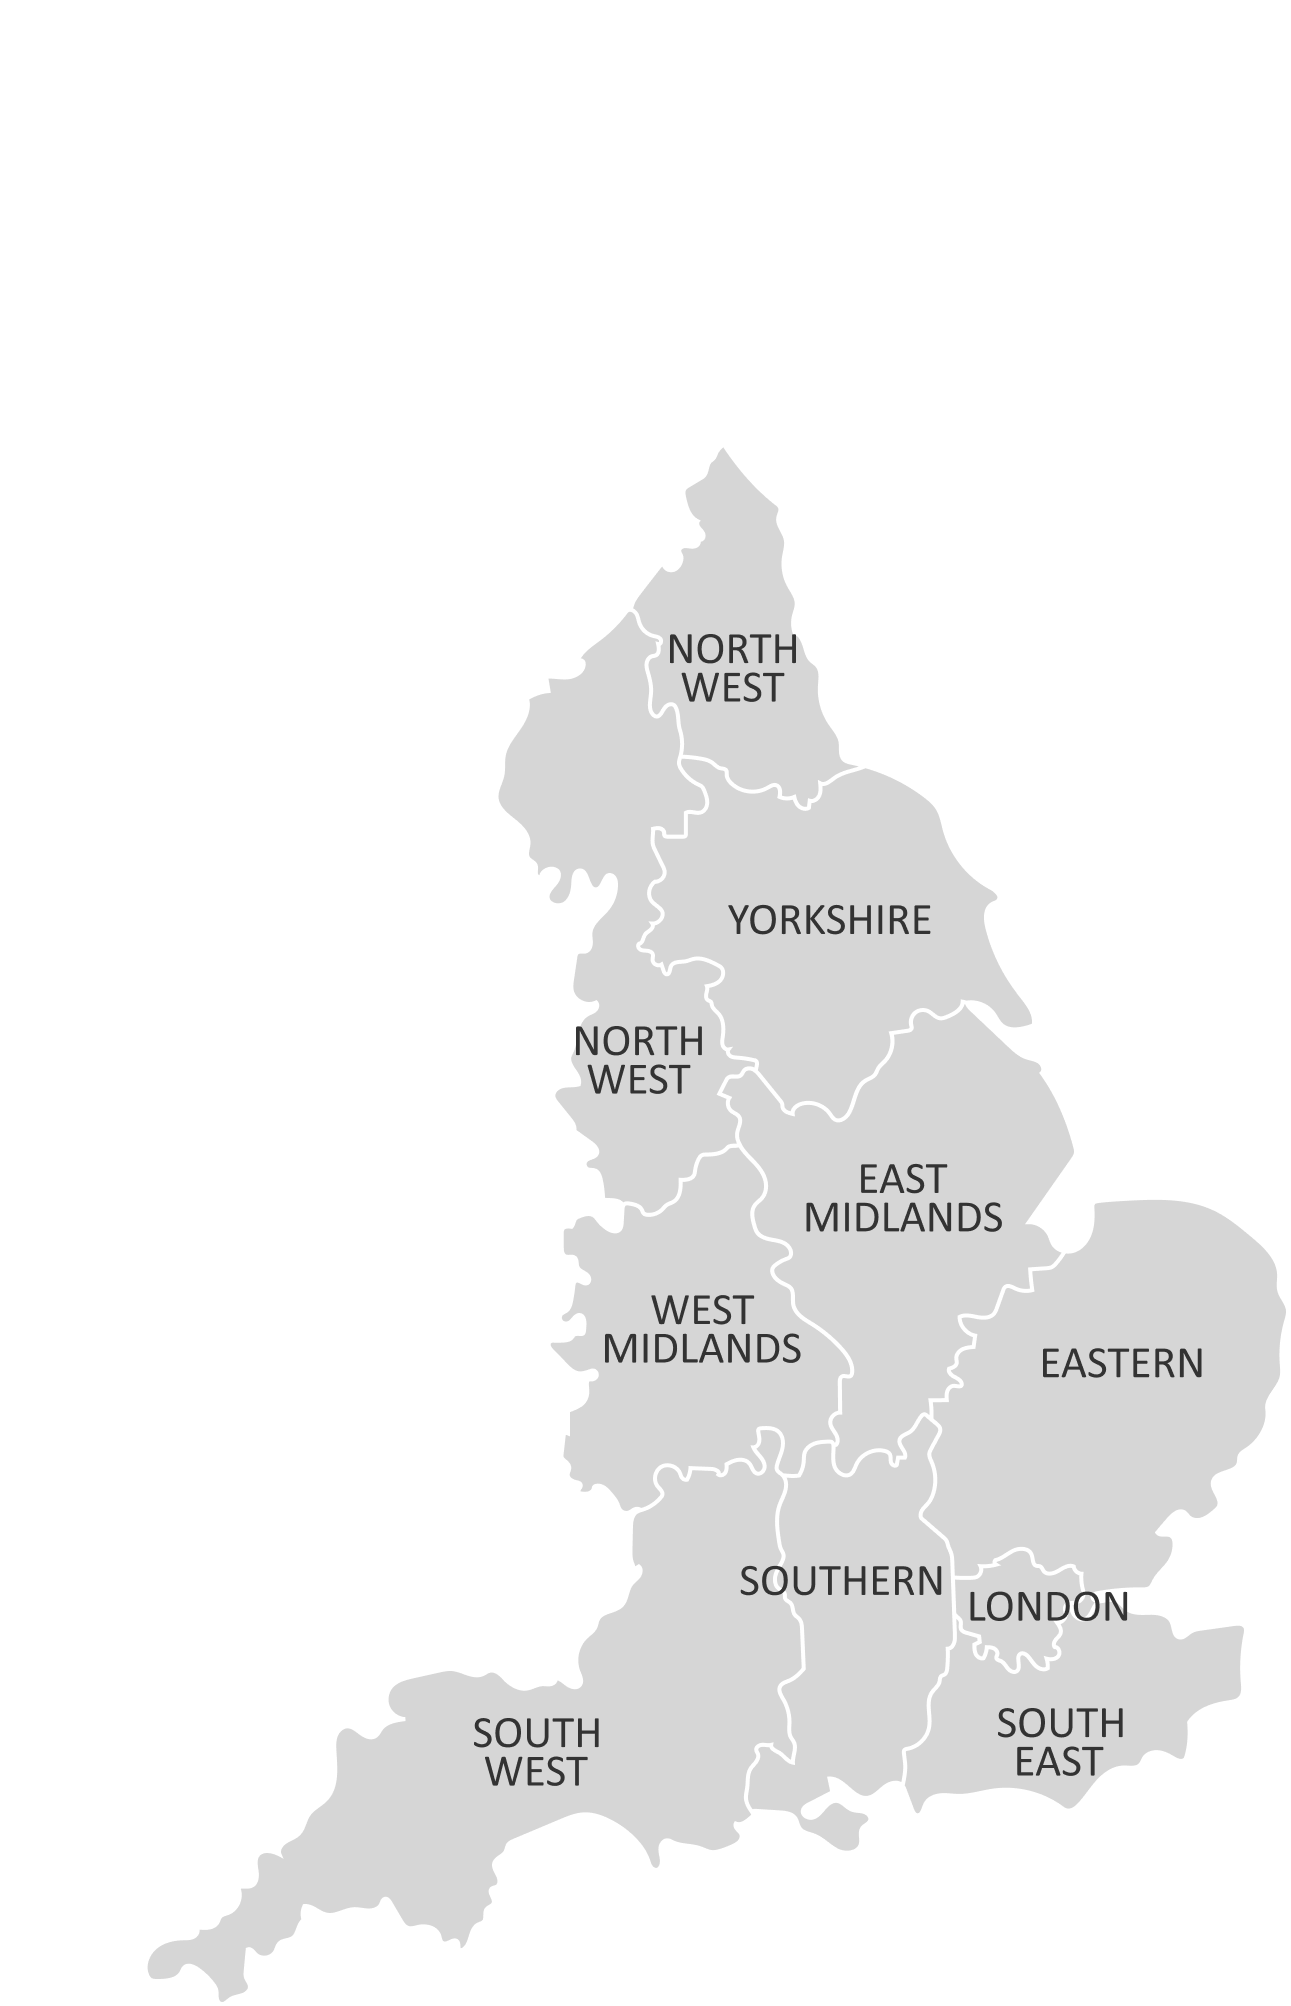 NORTH
WEST
YORKSHIRE
NORTH
WEST
EAST
MIDLANDS
WEST
MIDLANDS
EASTERN
SOUTHERN
LONDON
SOUTH
EAST
SOUTH
WEST